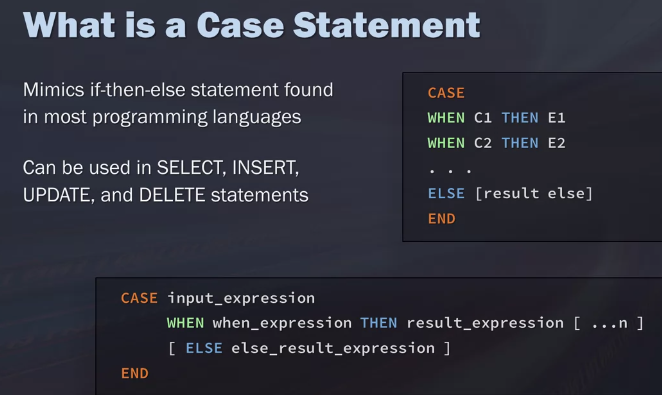 What is a Case Statement
Mimics if-then-else statement found
in most programming languages
Can be used in SELECT, INSERT,
UPDATE, and DELETE statements
CASE
WHEN C1 THEN E1
WHEN C2 THEN E2
. . .
ELSE [result else]
END
CASE input_expression
WHEN when_expression THEN result_expression [ ...n ]
[ ELSE else_result_expression ]
END